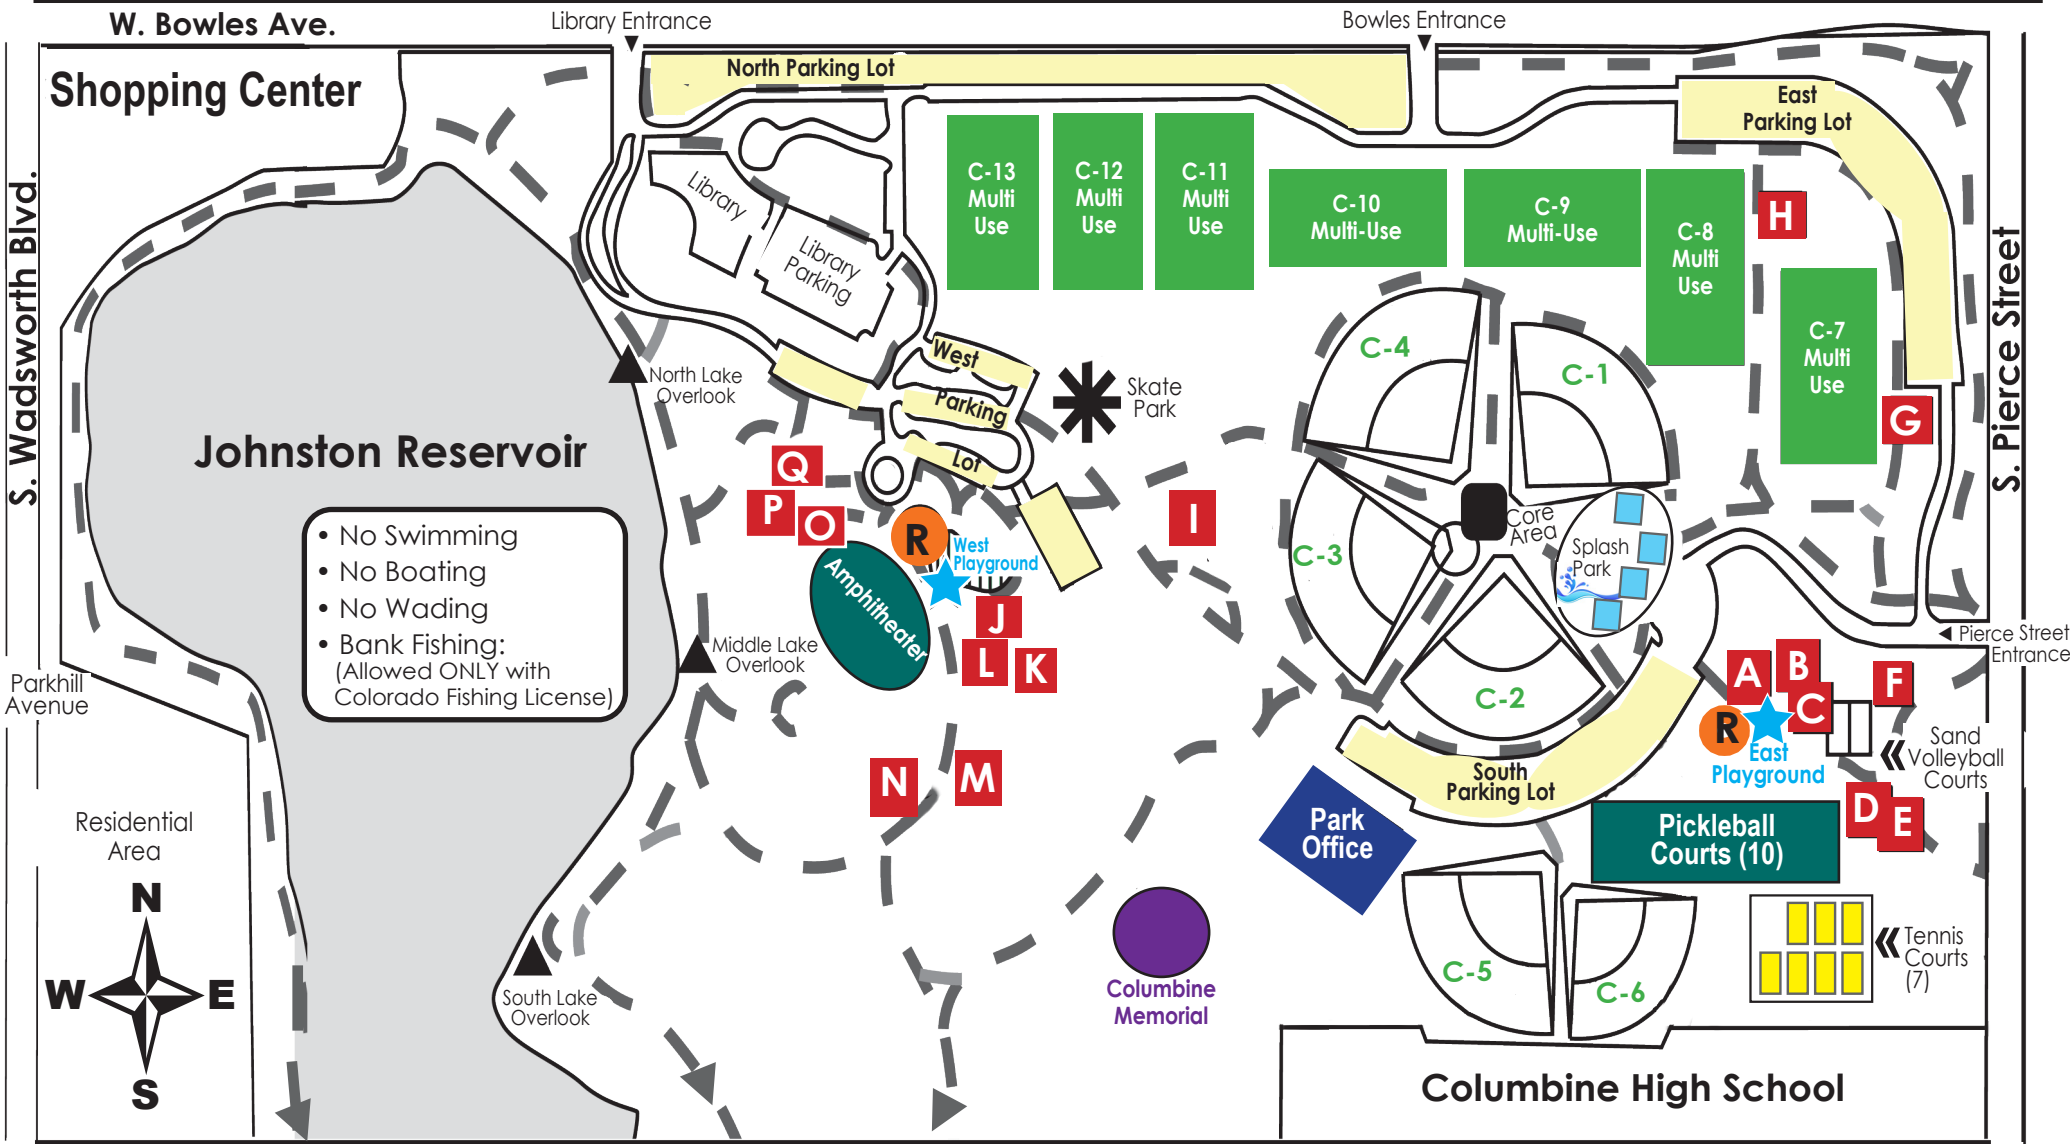 W. Bowles Ave.
Library Entrance
Bowles Entrance
Shopping Center
North Parking Lot
East
Parking Lot
S. Wadsworth Blvd.
S. Pierce Street
Library
Library
Parking
C-13
Multi
Use
C-12
Multi
Use
C-11
Multi
Use
C-10
Multi-Use
C-9
Multi-Use
C-8
Multi
Use
H
C-7
Multi
Use
G
North Lake
Overlook
West
Parking
Lot
Skate
Park
C-4
C-1
Johnston Reservoir
• No Swimming
• No Boating
• No Wading
• Bank Fishing:
(Allowed ONLY with
Colorado Fishing License)
Q
P
O
R
West
Playground
Amphitheater
I
C-3
Core
Area
Splash
Park
J
L
K
Middle Lake
Overlook
C-2
Pierce Street
Entrance
A
B
C
F
R
East
Playground
Sand
Volleyball
Courts
Parkhill
Avenue
N
M
South
Parking Lot
Park
Office
Pickleball
Courts (10)
D
E
Residential
Area
N
W
E
S
South Lake
Overlook
Columbine
Memorial
C-5
C-6
Tennis
Courts
(7)
Columbine High School